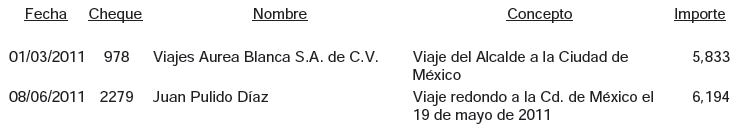 Fecha Cheque Nombre Concepto Importe
01/03/2011 978 Viajes Aurea Blanca S.A. de C.V. Viaje del Alcalde a la Ciudad de 5,833
México
08/06/2011 2279 Juan Pulido Díaz Viaje redondo a la Cd. de México el 6,194
19 de mayo de 2011